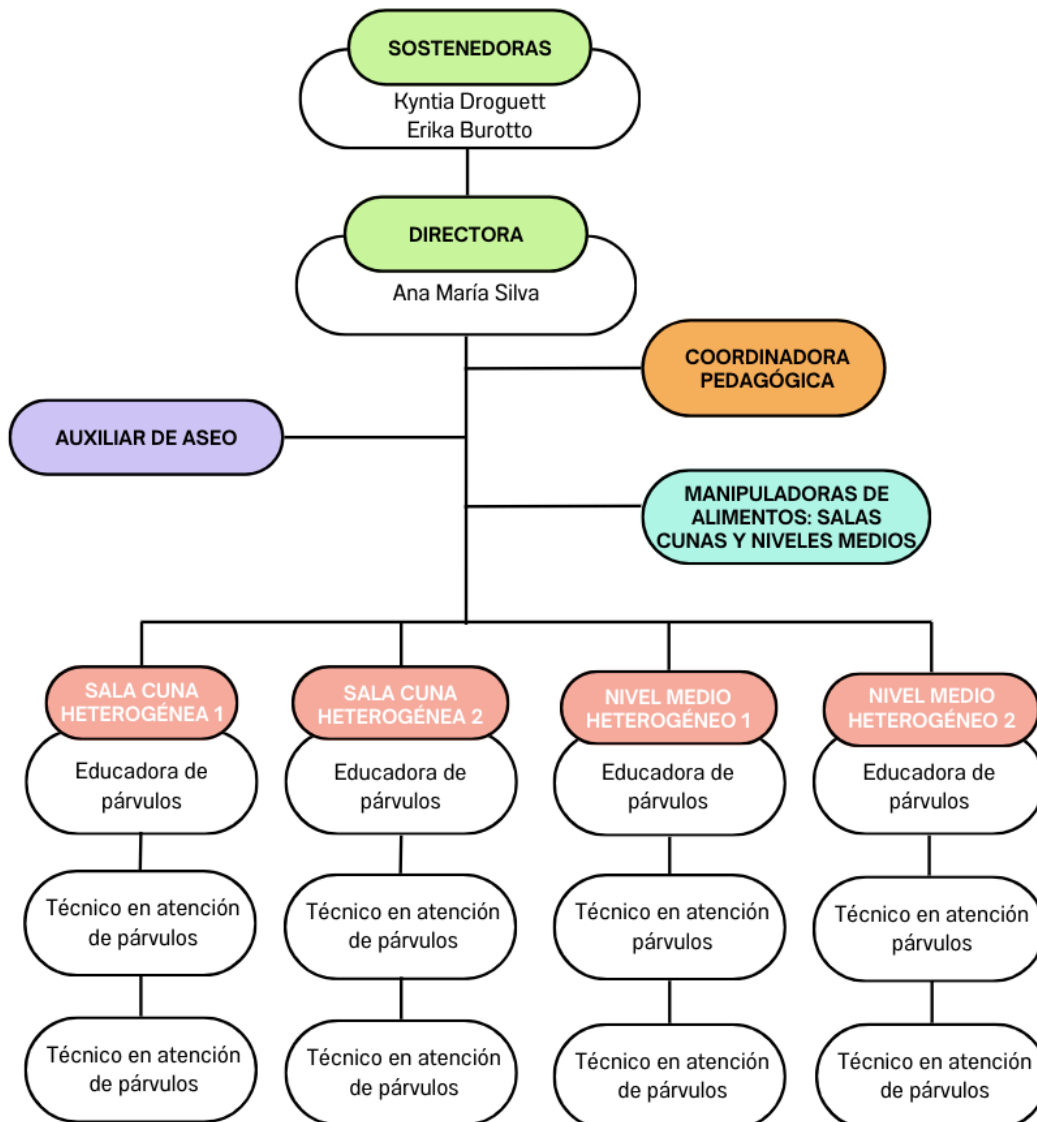 SOSTENEDORAS
Kyntia Droguett
Erika Burotto
DIRECTORA
Ana María Silva
COORDINADORA
PEDAGÓGICA
AUXILIAR DE ASEO
MANIPULADORAS DE
ALIMENTOS: SALAS
CUNAS Y NIVELES MEDIOS
SALA CUNA
HETEROGÉNEA 1
Educadora de
párvulos
Técnico en atención
de párvulos
Técnico en atención
de párvulos
SALA CUNA
HETEROGÉNEA 2
Educadora de
párvulos
Técnico en atención
de párvulos
Técnico en atención
de párvulos
NIVEL MEDIO
HETEROGÉNEO 1
Educadora de
párvulos
Técnico en atención
párvulos
Técnico en atención
de párvulos
NIVEL MEDIO
HETEROGÉNEO 2
Educadora de
párvulos
Técnico en atención
párvulos
Técnico en atención
de párvulos